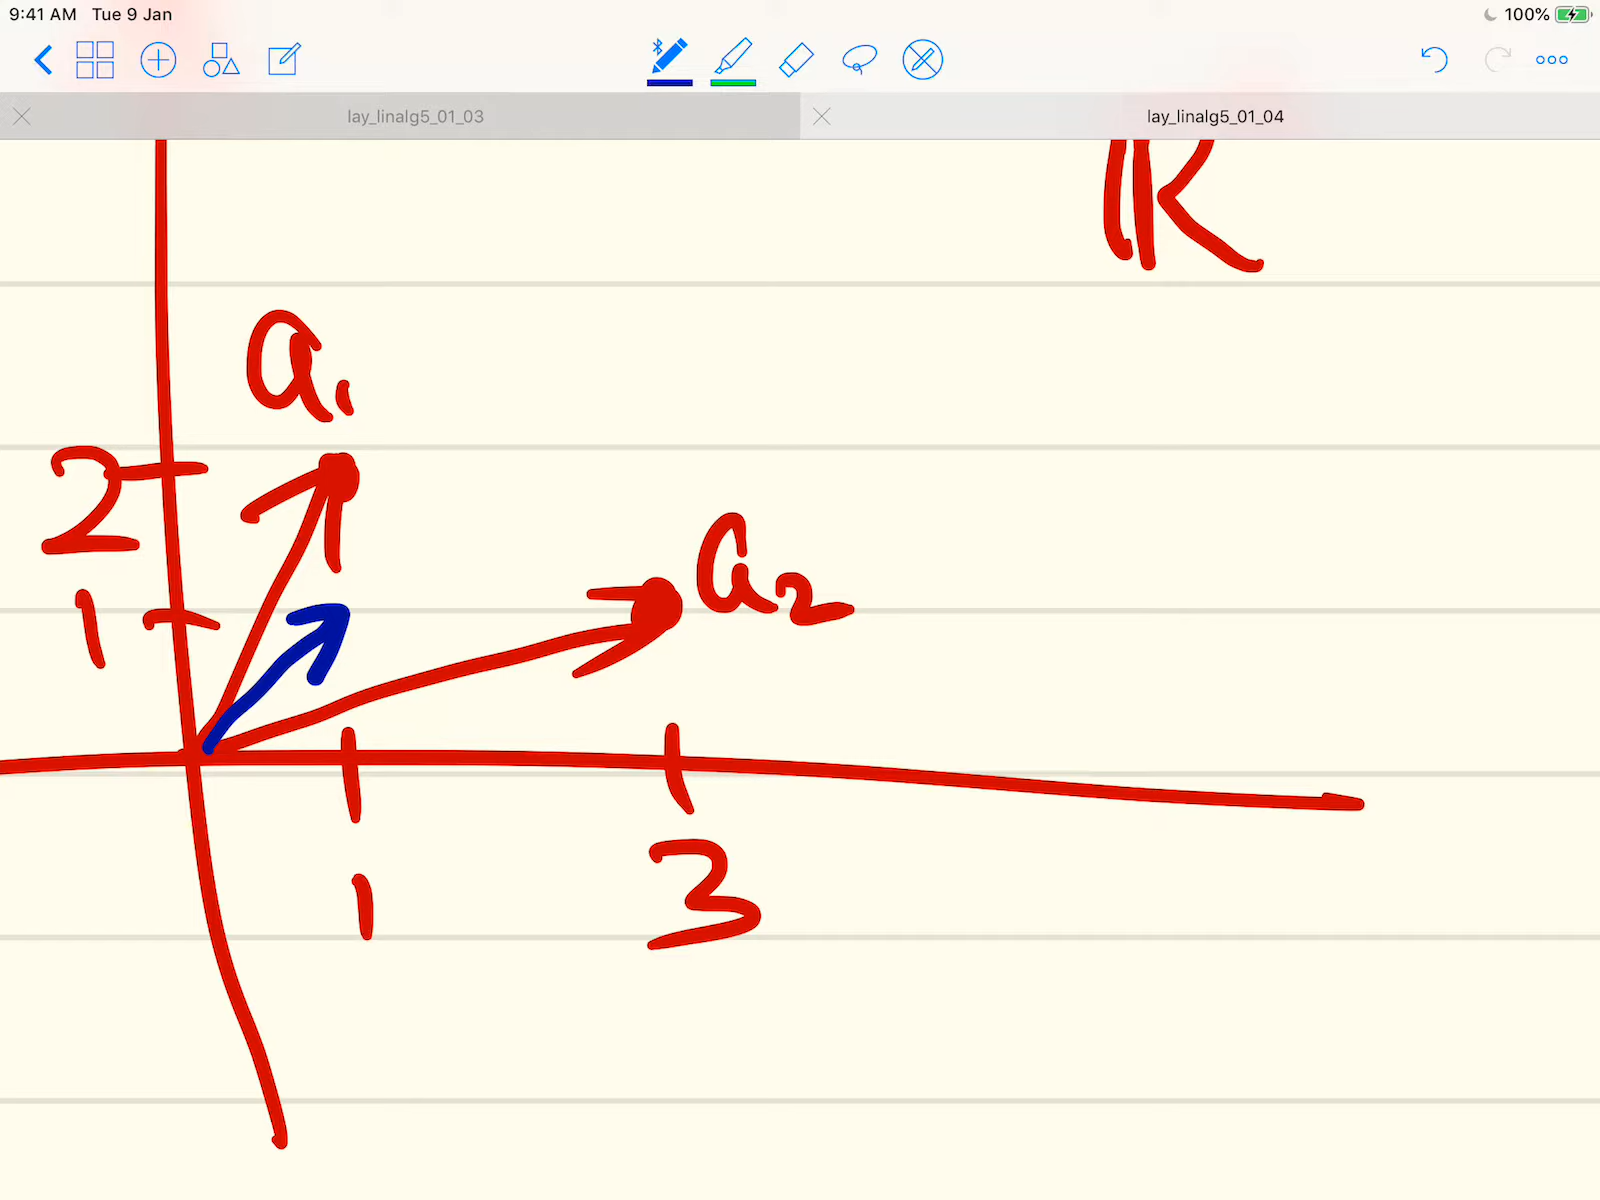 9:41 AM Tue 9 Jan 100%
lay_linalg5_01_03 lay_linalg5_01_04
ℝ
a₁
2
a₂
1
1 3